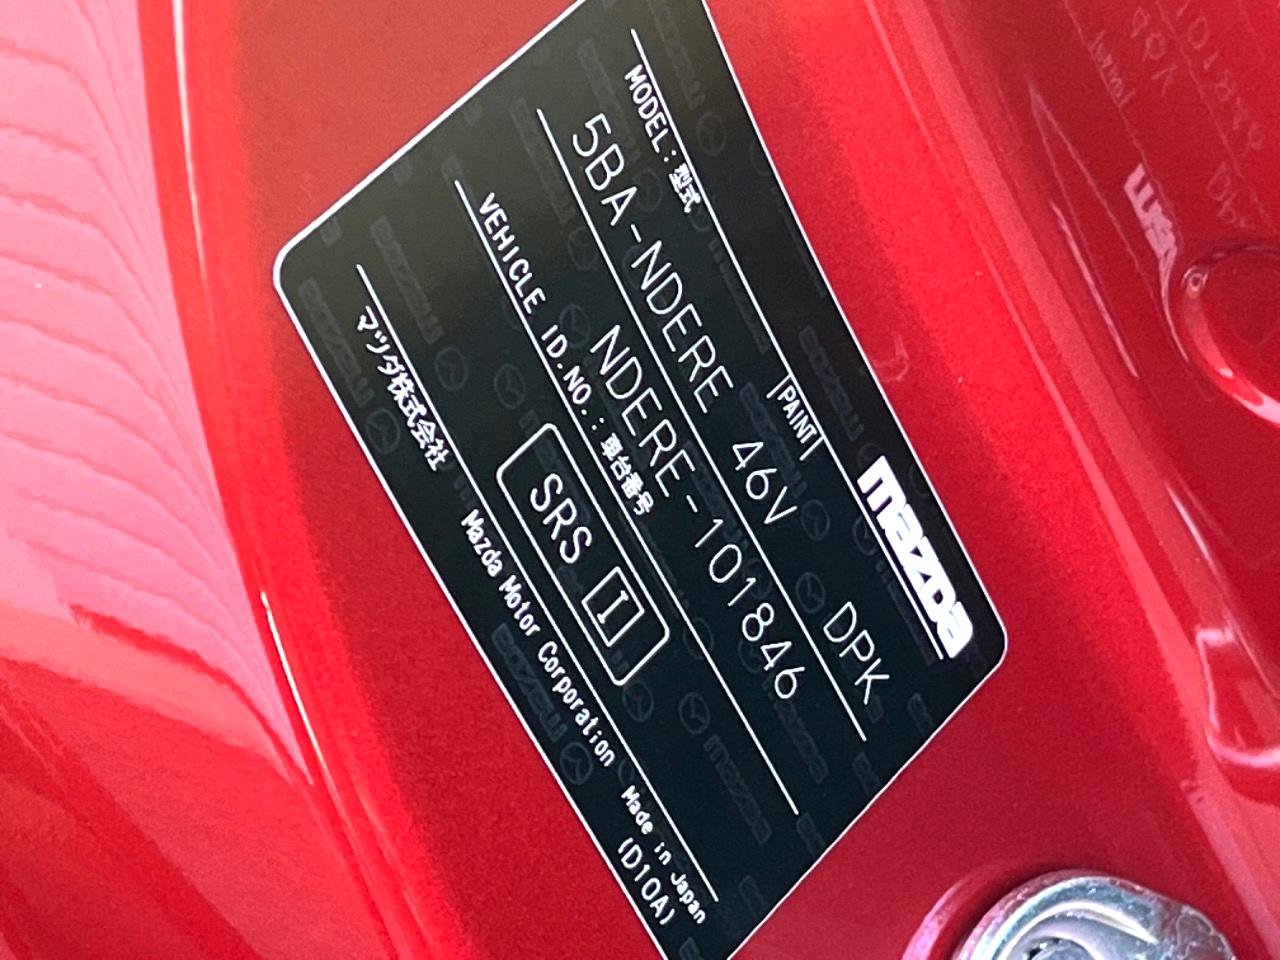 mazda
MODEL:型式
PAINT
5BA-NDERE 46V DPK
VEHICLE ID.NO.:車台番号
NDERE-101846
SRS I
マツダ株式会社 Mazda Motor Corporation Made in Japan
(D10A)